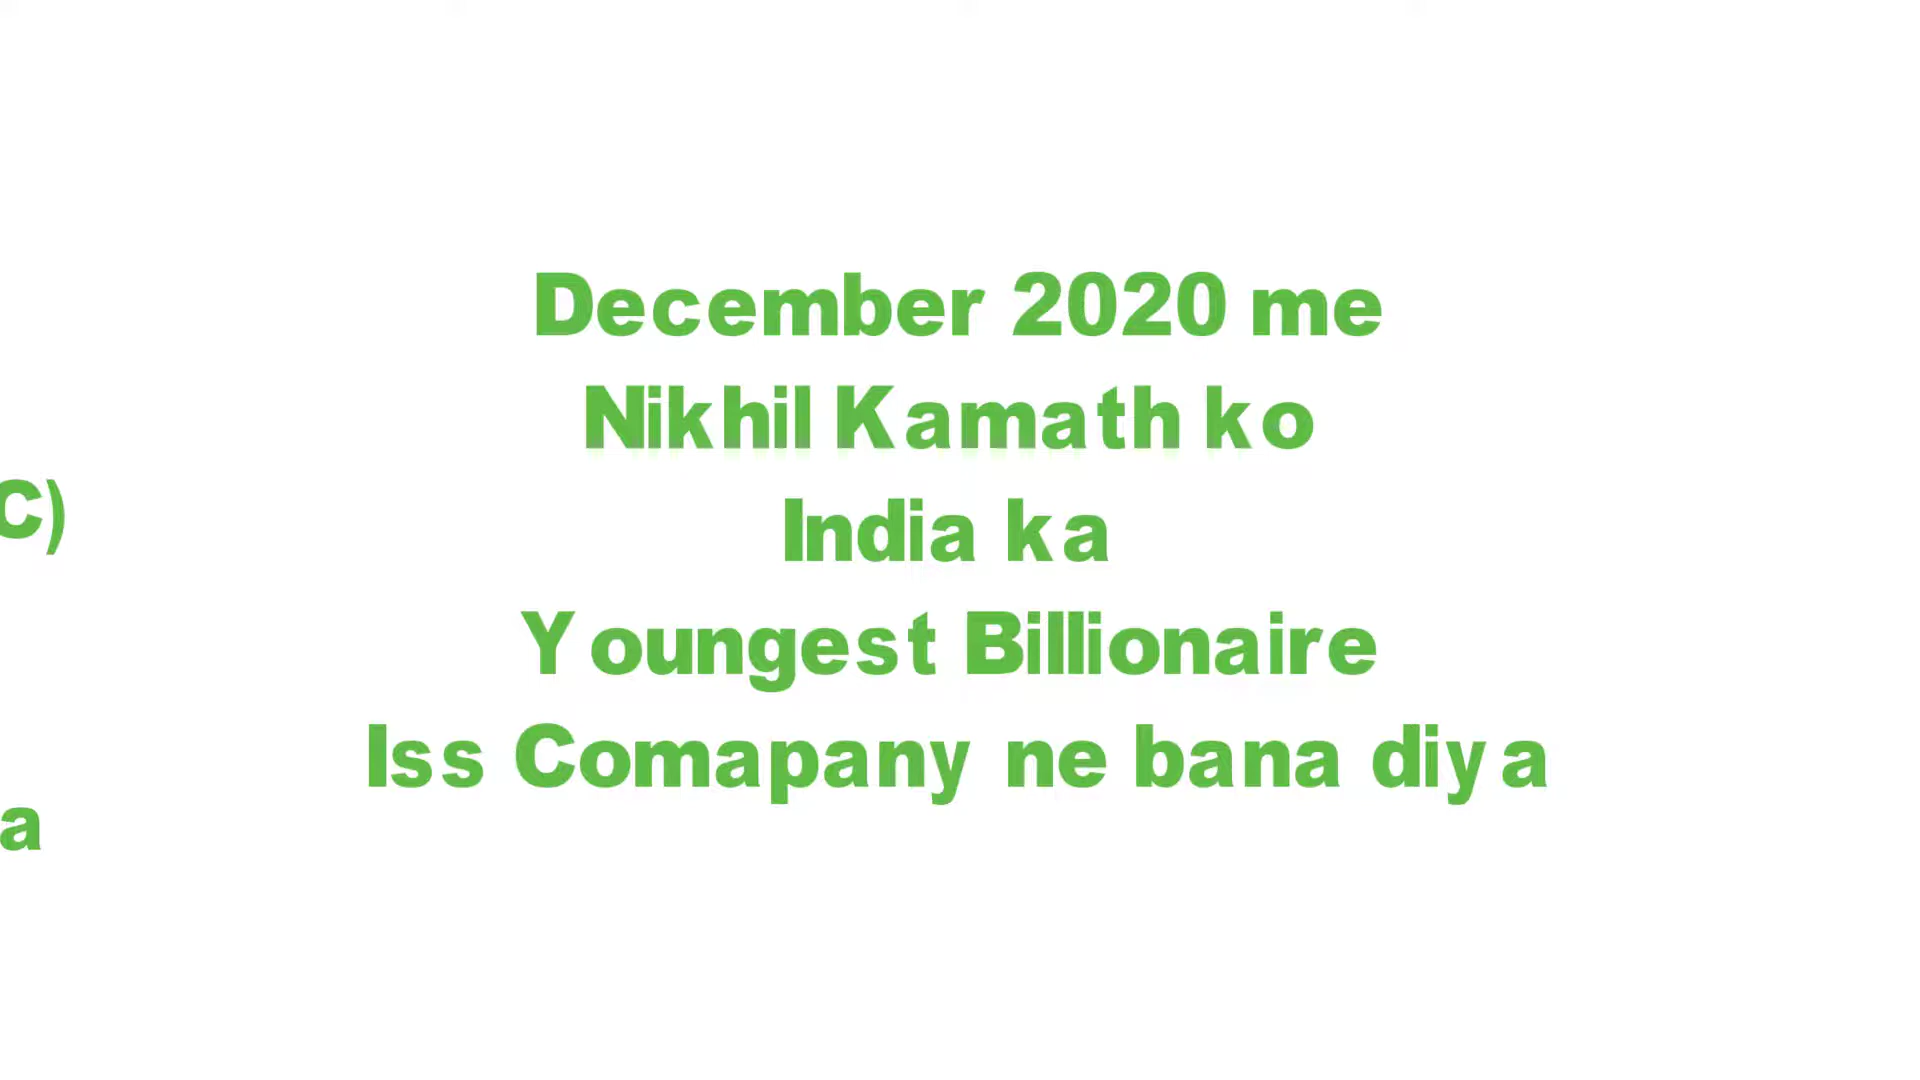 December 2020 me
Nikhil Kamath ko
C)
India ka
Youngest Billionaire
Iss Comapany ne bana diya
a